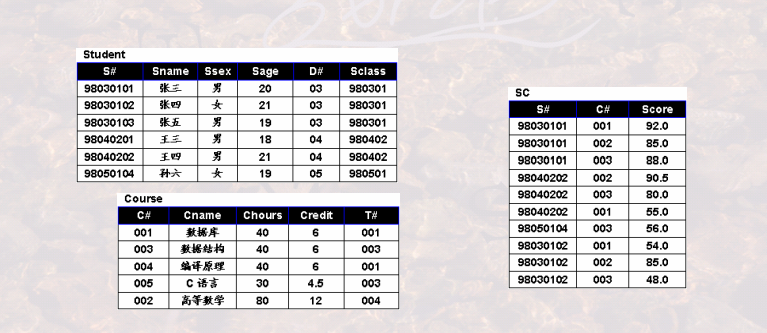 Student
S# Sname Ssex Sage D# Sclass
98030101 张三 男 20 03 980301
98030102 张四 女 21 03 980301
98030103 张五 男 19 03 980301
98040201 王三 男 18 04 980402
98040202 王四 男 21 04 980402
98050104 孙六 女 19 05 980501
Course
C# Cname Chours Credit T#
001 数据库 40 6 001
003 数据结构 40 6 003
004 编译原理 40 6 001
005 C 语言 30 4.5 003
002 高等数学 80 12 004
SC
S# C# Score
98030101 001 92.0
98030101 002 85.0
98030101 003 88.0
98040202 002 90.5
98040202 003 80.0
98040202 001 55.0
98050104 003 56.0
98030102 001 54.0
98030102 002 85.0
98030102 003 48.0